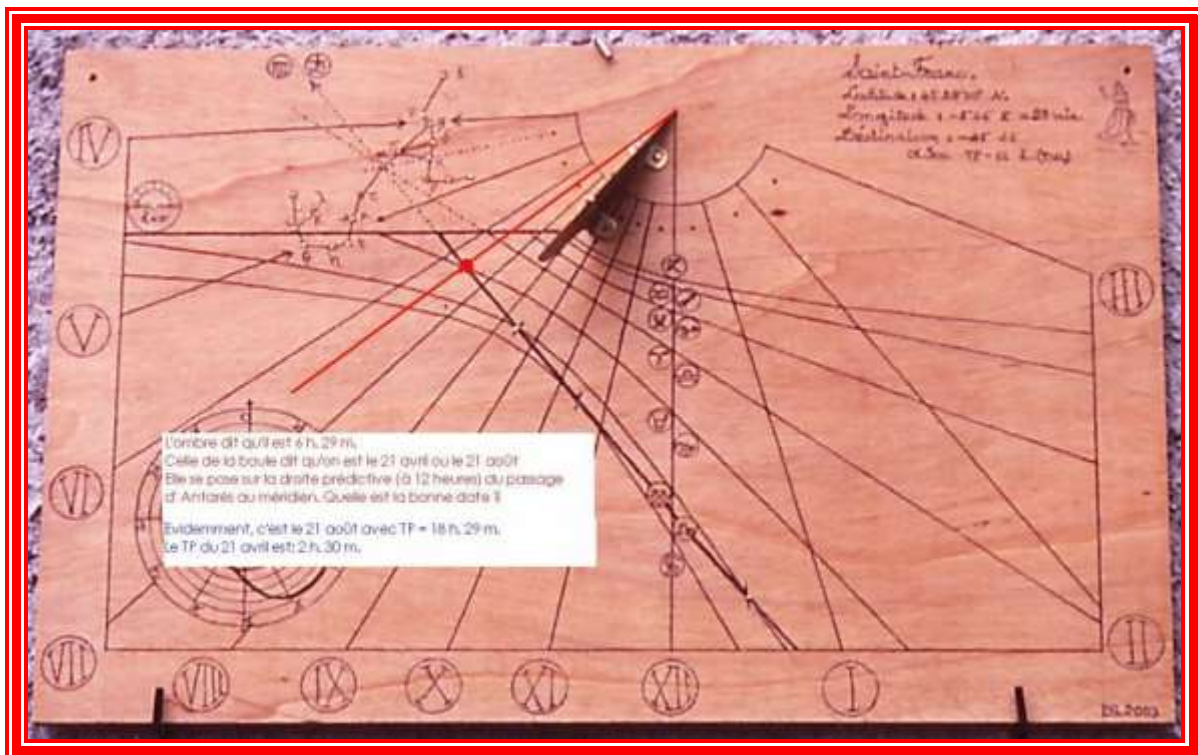 Saint-Franc.
IV
V
VI
VII
VIII
IX
X
XI
XII
I
II
III
L'ombre dit qu'il est 6 h. 29 m.
Celle de la boule dit qu'on est le 21 avril ou le 21 août
Elle se pose sur la droite prédictive (à 12 heures) du passage
d'Antarès au méridien. Quelle est la bonne date ?
Evidemment, c'est le 21 août avec TP = 18 h. 29 m.
Le TP du 21 avril est: 2 h. 30 m.
DL.2003